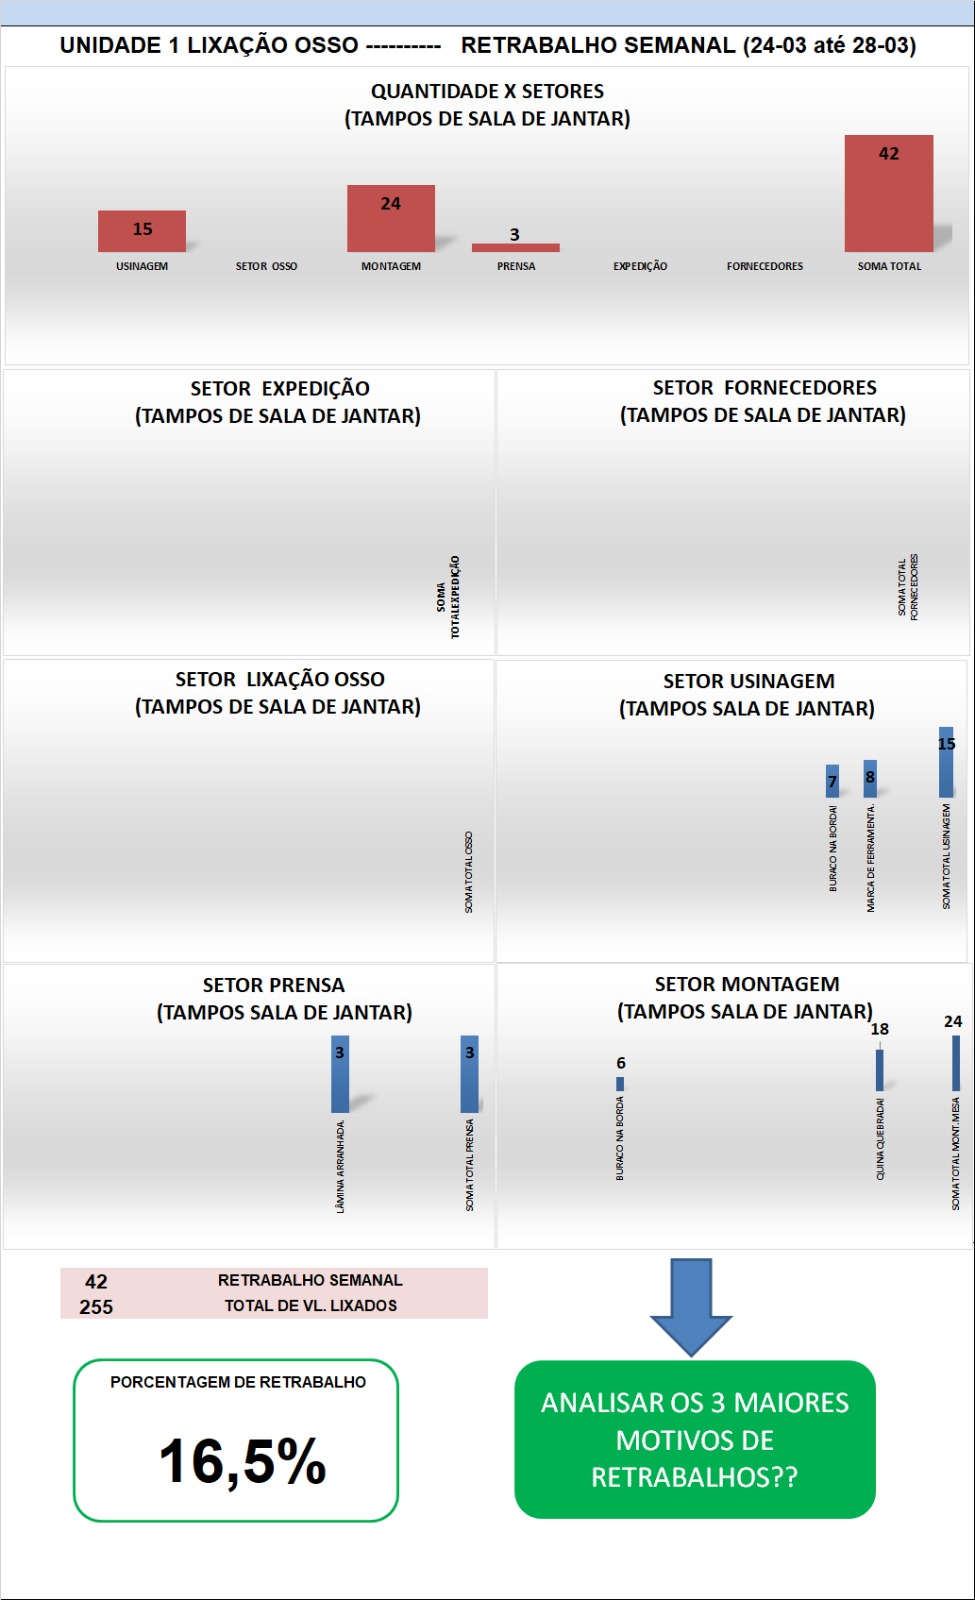 UNIDADE 1 LIXAÇÃO OSSO ---------- RETRABALHO SEMANAL (24-03 até 28-03)
QUANTIDADE X SETORES
(TAMPOS DE SALA DE JANTAR)
15
24
3
42
USINAGEM
SETOR OSSO
MONTAGEM
PRENSA
EXPEDIÇÃO
FORNECEDORES
SOMA TOTAL
SETOR EXPEDIÇÃO
(TAMPOS DE SALA DE JANTAR)
SOMA
TOTALEXPEDIÇÃO
SETOR FORNECEDORES
(TAMPOS DE SALA DE JANTAR)
SOMA TOTAL
FORNECEDORES
SETOR LIXAÇÃO OSSO
(TAMPOS DE SALA DE JANTAR)
SOMA TOTAL OSSO
SETOR USINAGEM
(TAMPOS SALA DE JANTAR)
7
8
15
BURACO NA BORDA!
MARCA DE FERRAMENTA.
SOMA TOTAL USINAGEM
SETOR PRENSA
(TAMPOS SALA DE JANTAR)
3
3
LÂMINA ARRANHADA.
SOMA TOTAL PRENSA
SETOR MONTAGEM
(TAMPOS SALA DE JANTAR)
6
18
24
BURACO NA BORDA
QUINA QUEBRADA!
SOMA TOTAL MONT.MESA
42 RETRABALHO SEMANAL
255 TOTAL DE VL. LIXADOS
PORCENTAGEM DE RETRABALHO
16,5%
ANALISAR OS 3 MAIORES
MOTIVOS DE
RETRABALHOS??